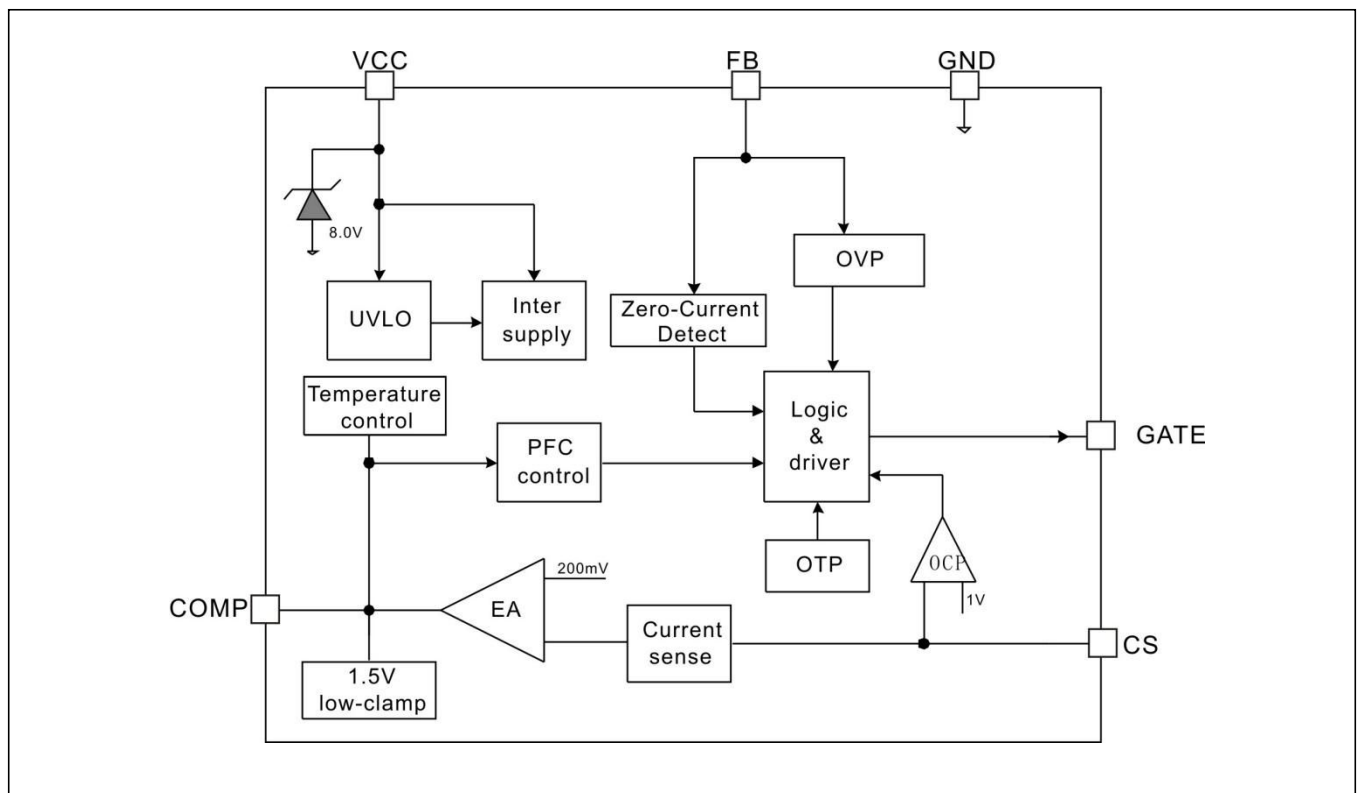 VCC
FB
GND
8.0V
OVP
UVLO
Inter
supply
Zero-Current
Detect
Temperature
control
Logic
&
driver
GATE
PFC
control
OTP
OCP
200mV
1V
COMP
EA
Current
sense
CS
1.5V
low-clamp